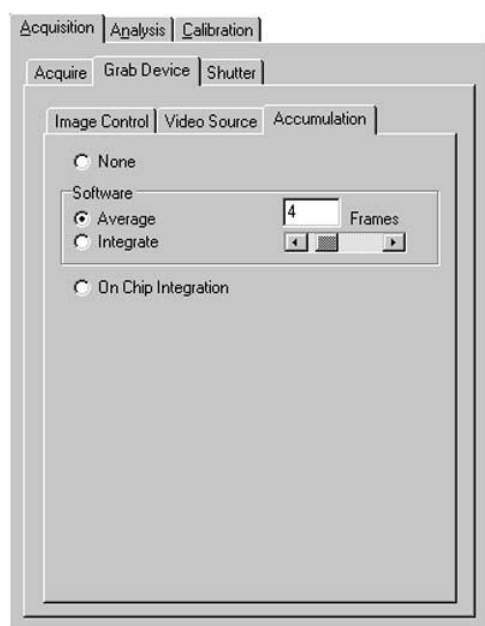 Acquisition Analysis Calibration
Acquire Grab Device Shutter
Image Control Video Source Accumulation
None
Software
Average 4 Frames
Integrate
On Chip Integration